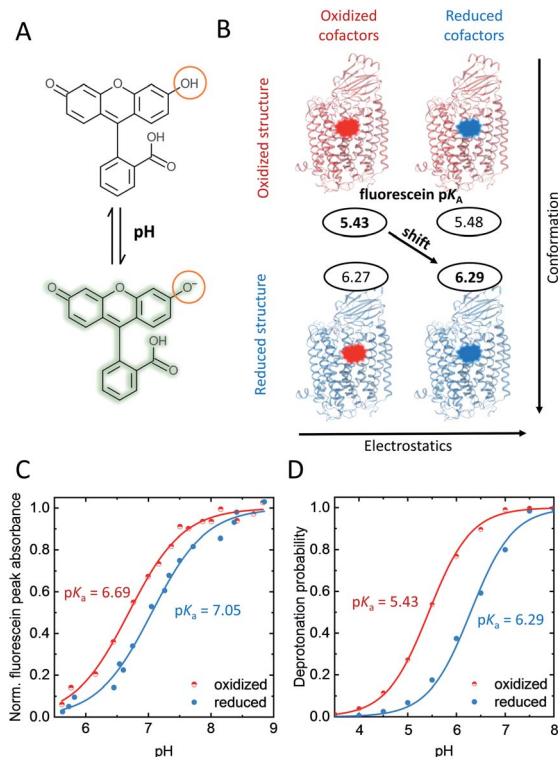 A
OH
O
O
OH
O
pH
O
O
O⁻
OH
O
B
Oxidized cofactors
Reduced cofactors
Oxidized structure
fluorescein pKA
5.43
5.48
shift
6.27
6.29
Reduced structure
Conformation
Electrostatics
C
Norm. fluorescein peak absorbance
1.0
0.8
0.6
0.4
0.2
0.0
pKa = 6.69
pKa = 7.05
oxidized
reduced
6
7
8
9
pH
D
Deprotonation probability
1.0
0.8
0.6
0.4
0.2
0.0
pKa = 5.43
pKa = 6.29
oxidized
reduced
4
5
6
7
8
pH